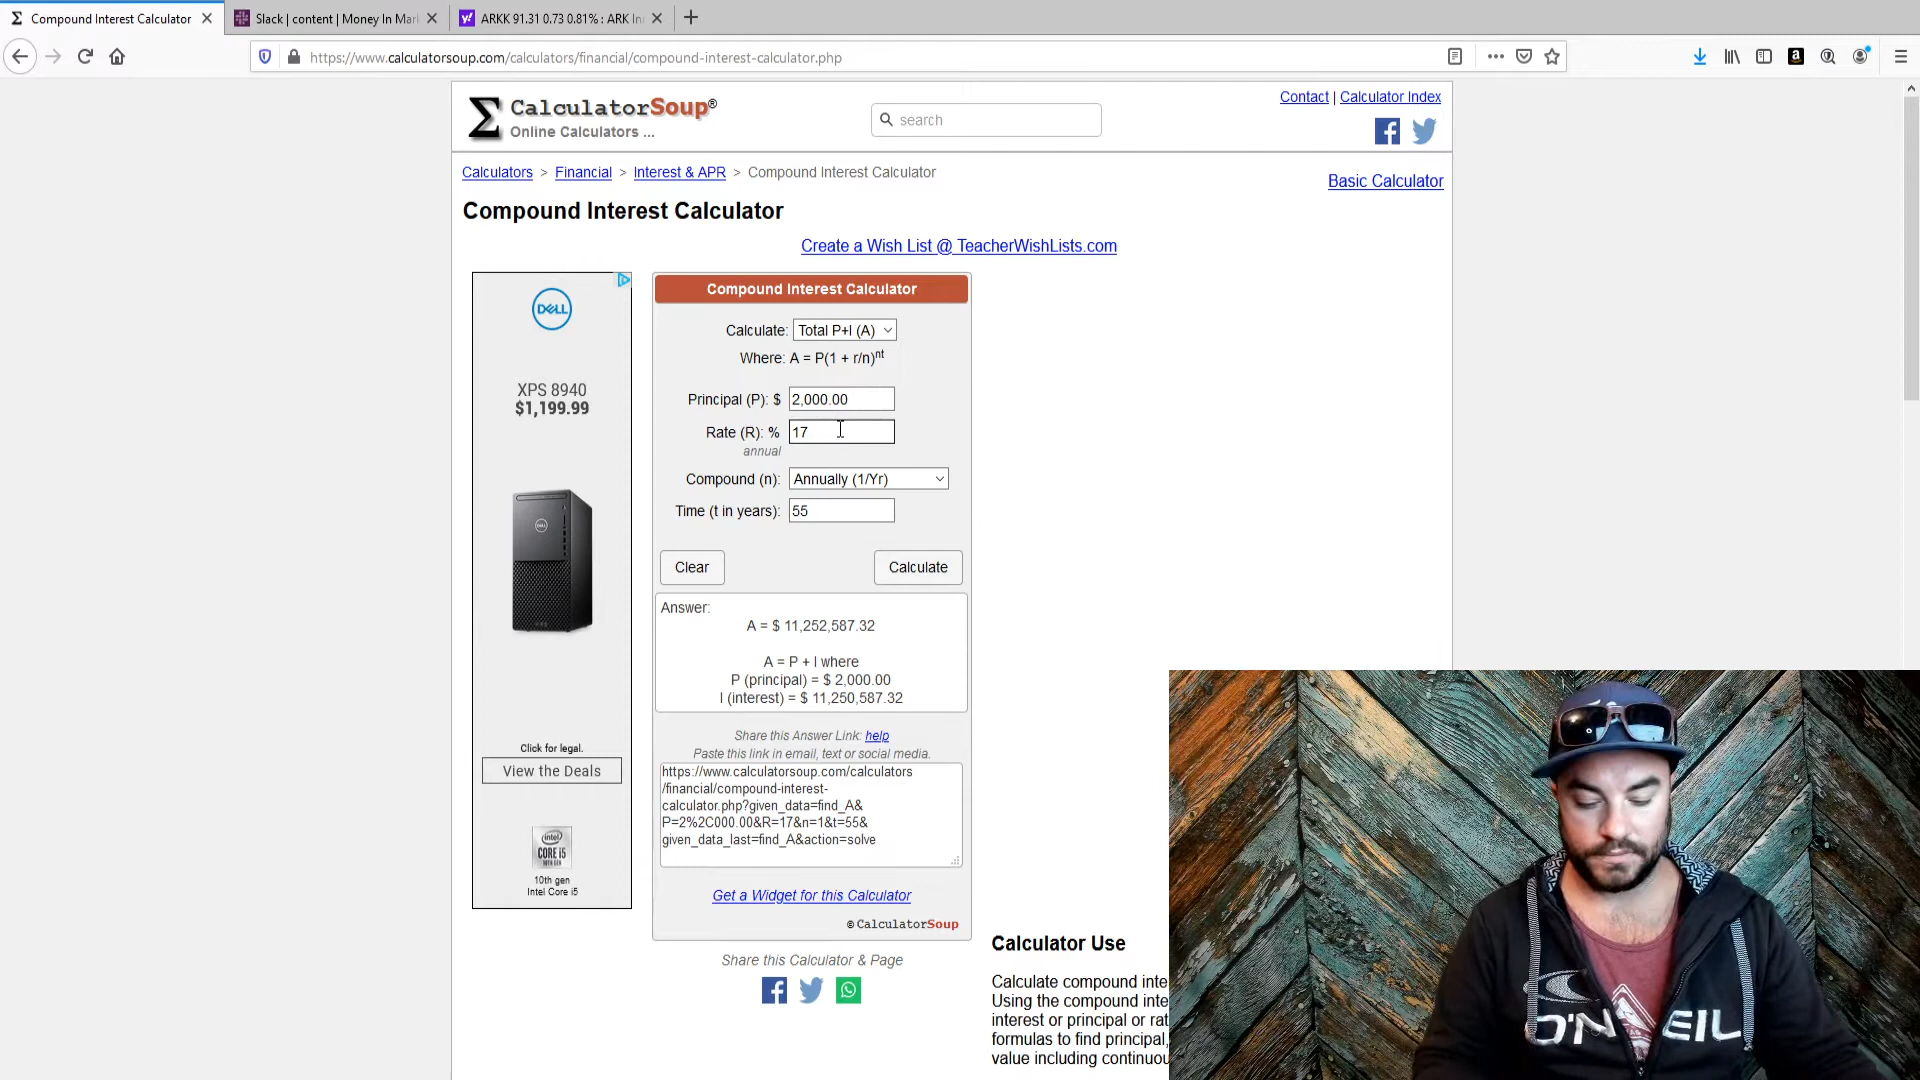 Compound Interest Calculator
Slack | content | Money In Mar
ARKK 91.31 0.73 0.81% : ARK In
https://www.calculatorsoup.com/calculators/financial/compound-interest-calculator.php
CalculatorSoup®
Online Calculators ...
search
Contact | Calculator Index
Calculators > Financial > Interest & APR > Compound Interest Calculator
Basic Calculator
Compound Interest Calculator
Create a Wish List @ TeacherWishLists.com
DELL
XPS 8940
$1,199.99
Click for legal.
View the Deals
intel
CORE i5
10th gen
Intel Core i5
Compound Interest Calculator
Calculate: Total P+I (A)
Where: A = P(1 + r/n)nt
Principal (P): $ 2,000.00
Rate (R): % 17
annual
Compound (n): Annually (1/Yr)
Time (t in years): 55
Clear
Calculate
Answer:
A = $ 11,252,587.32
A = P + I where
P (principal) = $ 2,000.00
I (interest) = $ 11,250,587.32
Share this Answer Link: help
Paste this link in email, text or social media.
https://www.calculatorsoup.com/calculators
/financial/compound-interest-
calculator.php?given_data=find_A&
P=2%2C000.00&R=17&n=1&t=55&
given_data_last=find_A&action=solve
Get a Widget for this Calculator
© CalculatorSoup
Share this Calculator & Page
Calculator Use
Calculate compound inte
Using the compound inte
interest or principal or rat
formulas to find principal,
value including continuou
O'NEILL